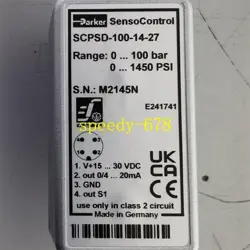 Parker SensoControl
SCPSD-100-14-27
Range: 0 ... 100 bar
0 ... 1450 PSI
S.N.: M2145N
E241741
speedy-678
1. V+15 ... 30 VDC
2. out 0/4 ... 20mA
3. GND
4. out S1
UK
CA
CE
use only in class 2 circuit
Made in Germany